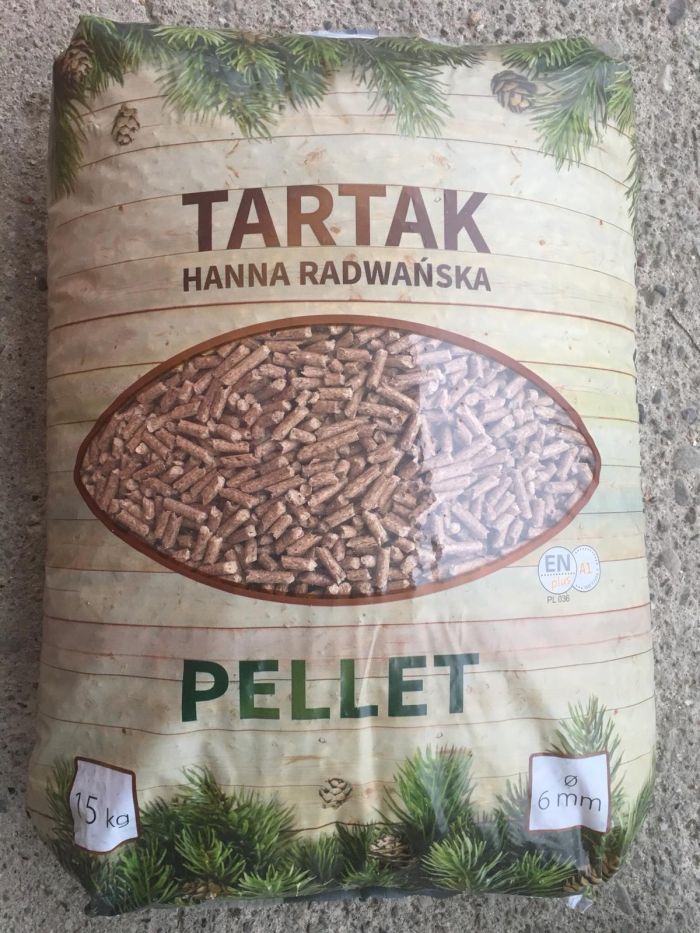 TARTAK
HANNA RADWAŃSKA
EN
plus
A1
PL 036
PELLET
15 kg
Ø
6 mm